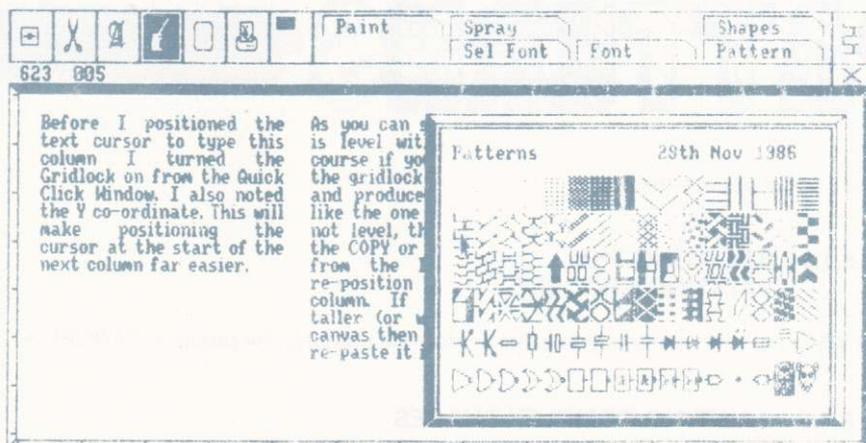 Paint
Spray
Shapes
Sel Font
Font
Pattern
623 005
Before I positioned the
text cursor to type this
column I turned the
Gridlock on from the Quick
Click Window. I also noted
the Y co-ordinate. This will
make positioning the
cursor at the start of the
next column far easier.
As you can
is level
course if
the gridlock
and produce
like the one
not level,
the COPY or
from the
re-position
column. If
taller (or
canvas then
re-paste it
Patterns 28th Nov 1986